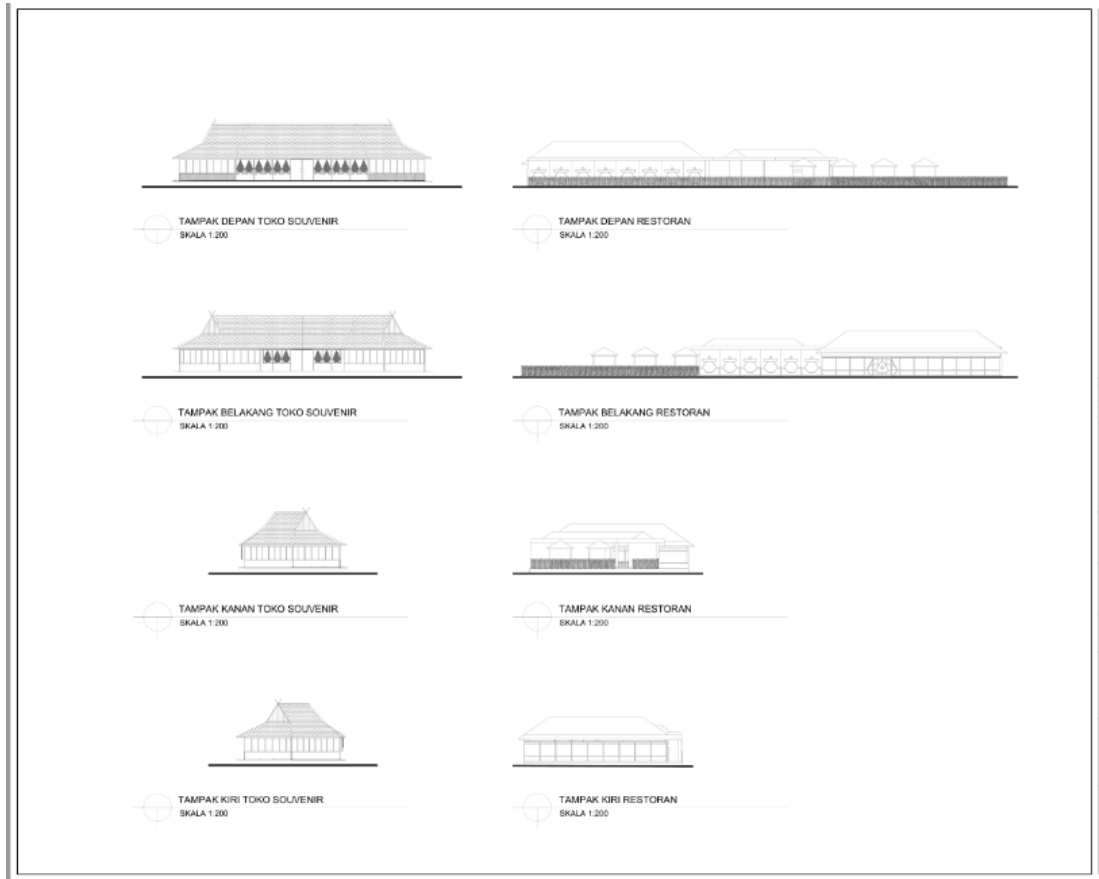 TAMPAK DEPAN TOKO SOUVENIR
SKALA 1:200
TAMPAK DEPAN RESTORAN
SKALA 1:200
TAMPAK BELAKANG TOKO SOUVENIR
SKALA 1:200
TAMPAK BELAKANG RESTORAN
SKALA 1:200
TAMPAK KANAN TOKO SOUVENIR
SKALA 1:200
TAMPAK KANAN RESTORAN
SKALA 1:200
TAMPAK KIRI TOKO SOUVENIR
SKALA 1:200
TAMPAK KIRI RESTORAN
SKALA 1:200